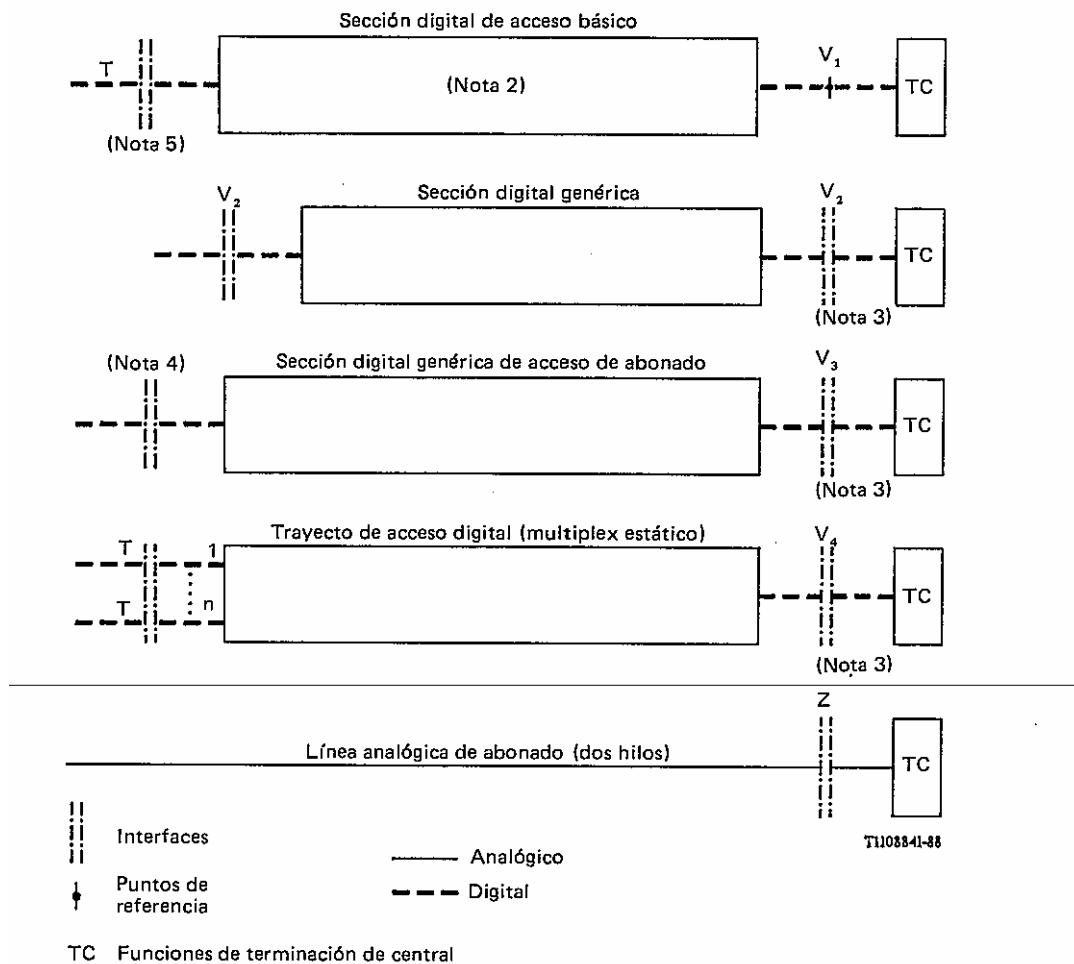 Sección digital de acceso básico
T
V1
(Nota 2)
TC
(Nota 5)
Sección digital genérica
V2
V2
TC
(Nota 3)
(Nota 4)
Sección digital genérica de acceso de abonado
V3
TC
(Nota 3)
Trayecto de acceso digital (multiplex estático)
T
1
V4
T
n
TC
(Nota 3)
Z
Línea analógica de abonado (dos hilos)
TC
T1103341-88
Interfaces
Analógico
Puntos de
referencia
Digital
TC Funciones de terminación de central